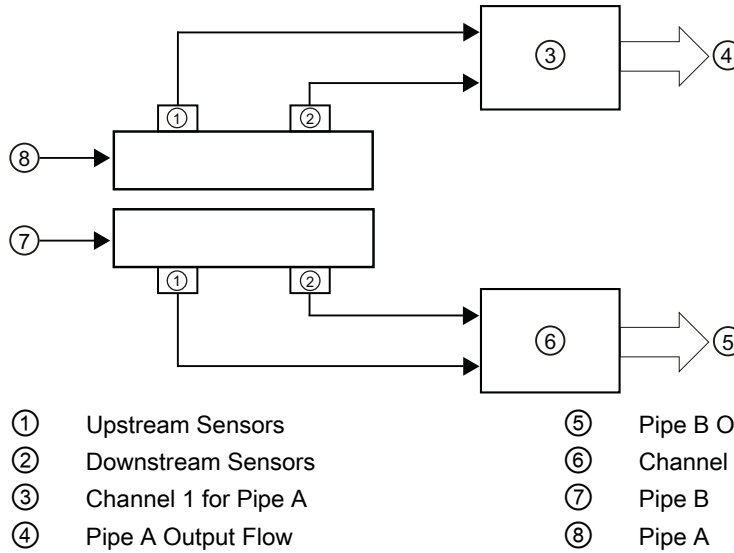 ③
④
①
②
⑧
⑦
①
②
⑥
⑤
① Upstream Sensors
② Downstream Sensors
③ Channel 1 for Pipe A
④ Pipe A Output Flow
⑤ Pipe B O
⑥ Channel
⑦ Pipe B
⑧ Pipe A